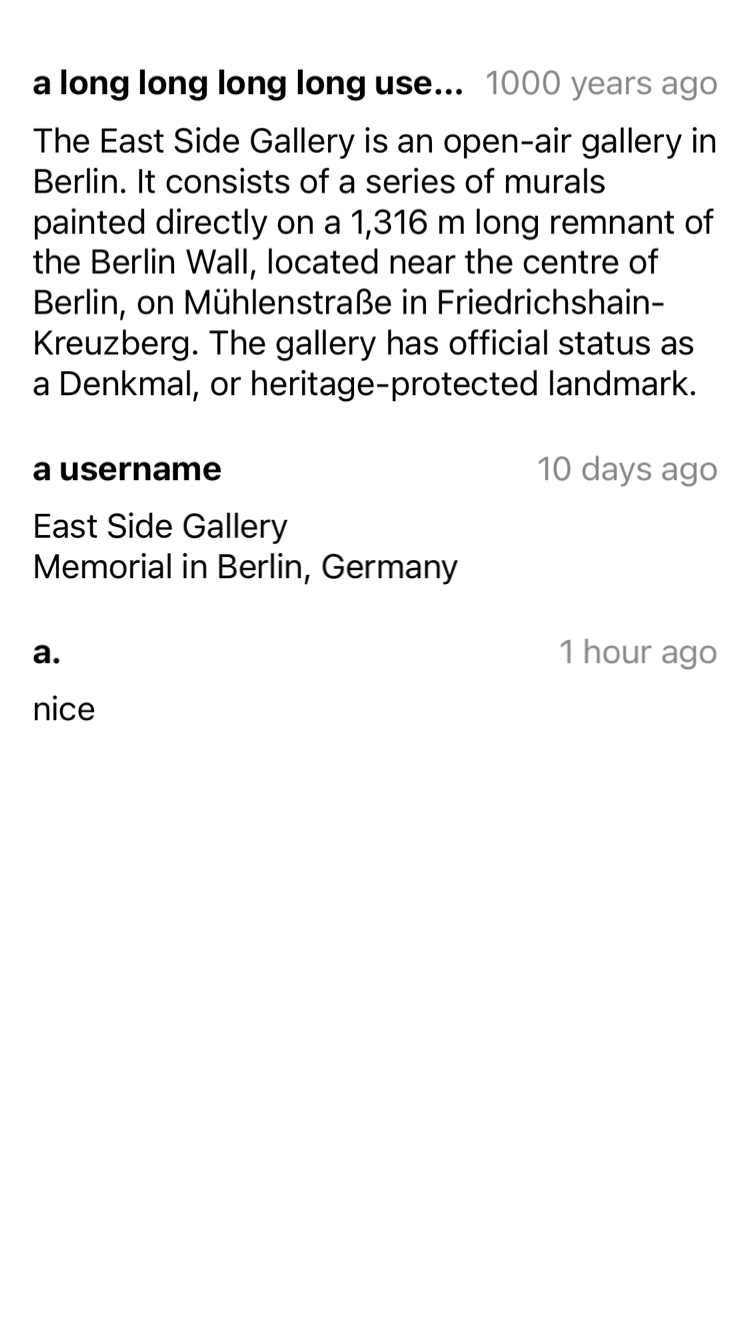 a long long long long use... 1000 years ago
The East Side Gallery is an open-air gallery in
Berlin. It consists of a series of murals
painted directly on a 1,316 m long remnant of
the Berlin Wall, located near the centre of
Berlin, on Mühlenstraße in Friedrichshain-
Kreuzberg. The gallery has official status as
a Denkmal, or heritage-protected landmark.
a username 10 days ago
East Side Gallery
Memorial in Berlin, Germany
a. 1 hour ago
nice